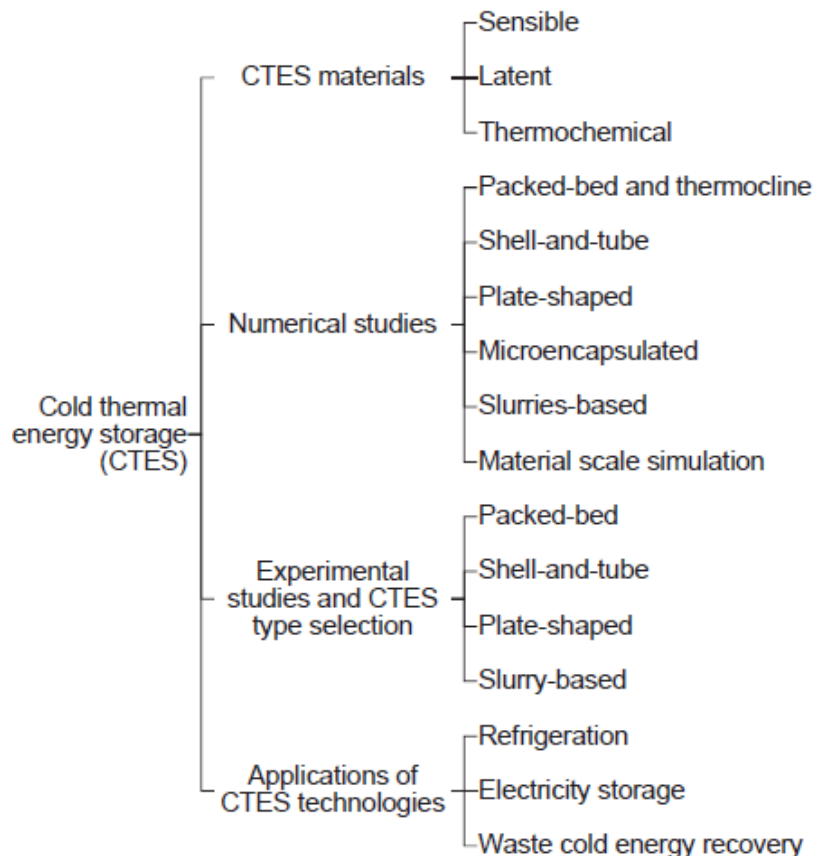 Sensible
CTES materials
Latent
Thermochemical
Packed-bed and thermocline
Shell-and-tube
Plate-shaped
Numerical studies
Microencapsulated
Slurries-based
Material scale simulation
Cold thermal
energy storage
(CTES)
Packed-bed
Shell-and-tube
Experimental
studies and CTES
type selection
Plate-shaped
Slurry-based
Refrigeration
Applications of
CTES technologies
Electricity storage
Waste cold energy recovery